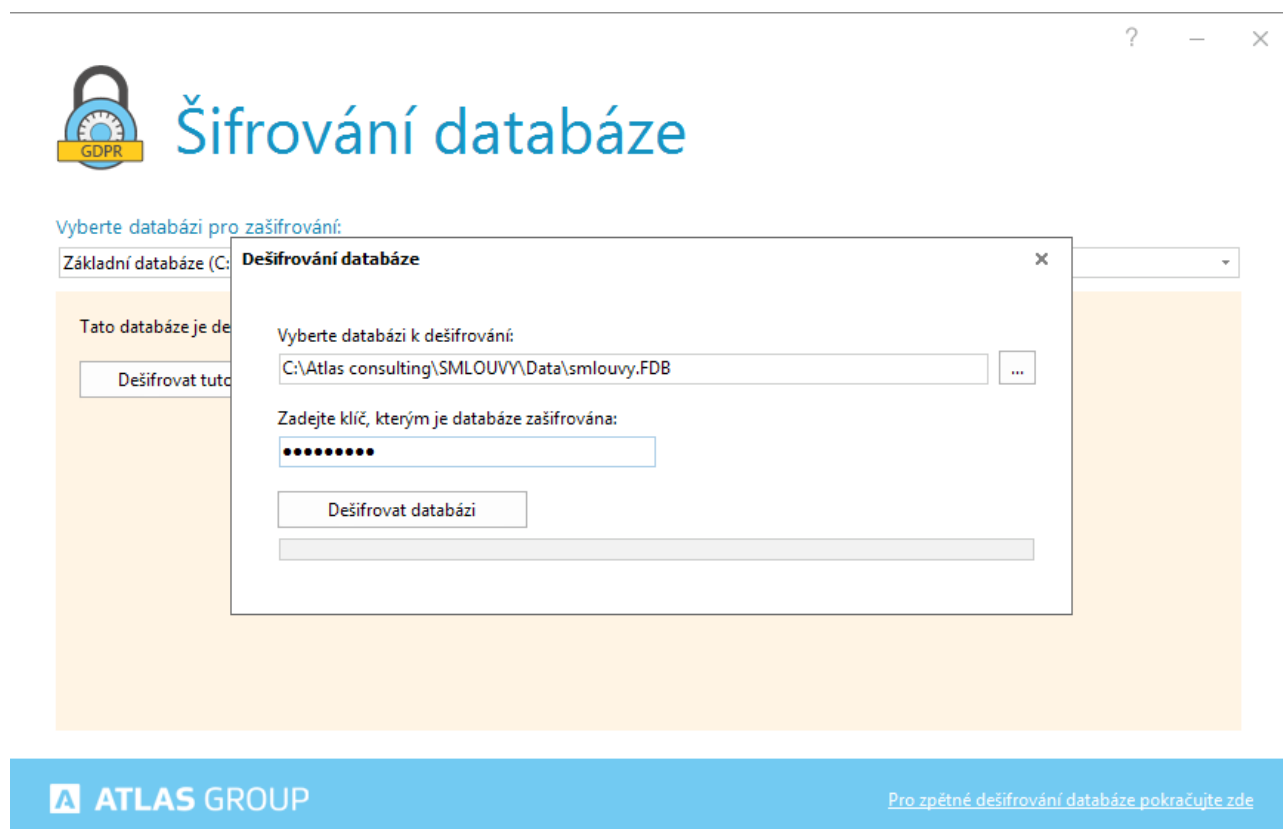 ?
GDPR
Šifrování databáze
Vyberte databázi pro zašifrování:
Základní databáze (C:
Dešifrování databáze
Tato databáze je de
Dešifrovat tuto
Vyberte databázi k dešifrování:
C:\Atlas consulting\SMLOUVY\Data\smlouvy.FDB
...
Zadejte klíč, kterým je databáze zašifrována:
•••••••••
Dešifrovat databázi
A ATLAS GROUP
Pro zpětné dešifrování databáze pokračujte zde